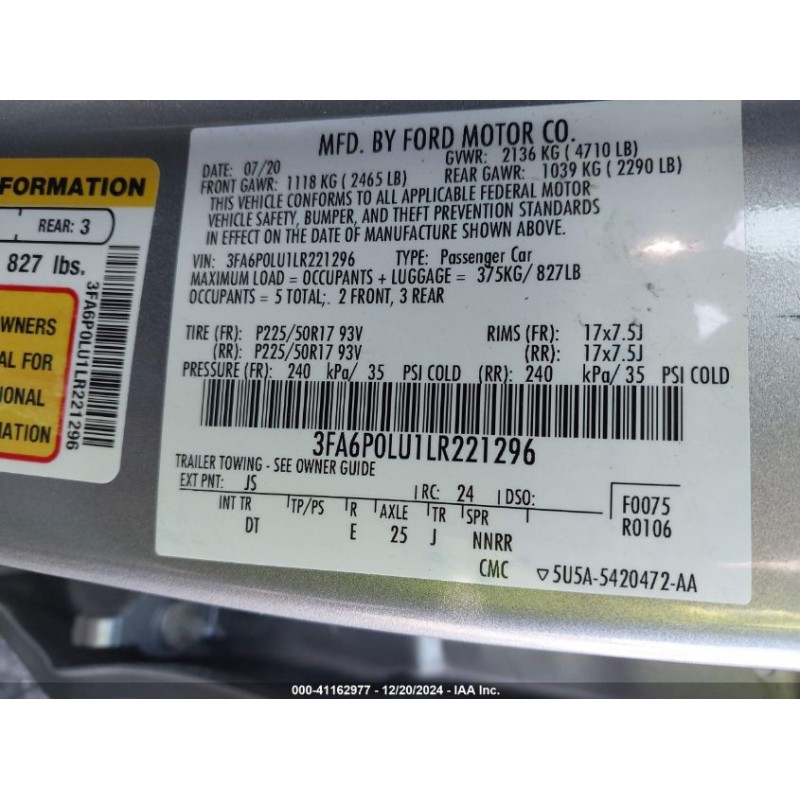 FORMATION
REAR: 3
827 lbs.
WNERS
AL FOR
IONAL
MATION
3FA6P0LU1LR221296
MFD. BY FORD MOTOR CO.
DATE: 07/20 GVWR: 2136 KG ( 4710 LB)
FRONT GAWR: 1118 KG ( 2465 LB) REAR GAWR: 1039 KG ( 2290 LB)
THIS VEHICLE CONFORMS TO ALL APPLICABLE FEDERAL MOTOR
VEHICLE SAFETY, BUMPER, AND THEFT PREVENTION STANDARDS
IN EFFECT ON THE DATE OF MANUFACTURE SHOWN ABOVE.
VIN: 3FA6P0LU1LR221296 TYPE: Passenger Car
MAXIMUM LOAD = OCCUPANTS + LUGGAGE = 375KG/ 827LB
OCCUPANTS = 5 TOTAL; 2 FRONT, 3 REAR
TIRE (FR): P225/50R17 93V RIMS (FR): 17x7.5J
(RR): P225/50R17 93V (RR): 17x7.5J
PRESSURE (FR): 240 kPa/ 35 PSI COLD (RR): 240 kPa/ 35 PSI COLD
3FA6P0LU1LR221296
TRAILER TOWING - SEE OWNER GUIDE
EXT PNT: JS RC: 24 DSO: F0075
INT TR TP/PS R AXLE TR SPR R0106
DT E 25 J NNRR
CMC ▽5U5A-5420472-AA
000-41162977 - 12/20/2024 - IAA Inc.